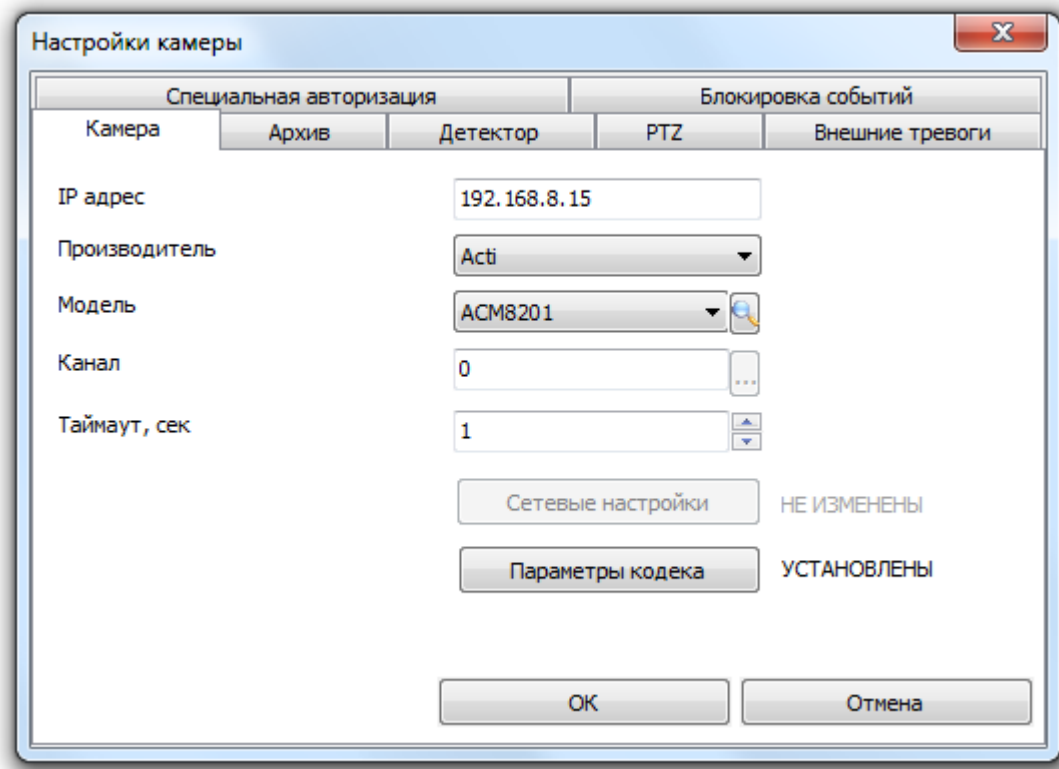 Настройки камеры
Специальная авторизация Блокировка событий
Камера Архив Детектор PTZ Внешние тревоги
IP адрес 192.168.8.15
Производитель Acti
Модель ACM8201
Канал 0 ...
Таймаут, сек 1
Сетевые настройки НЕ ИЗМЕНЕНЫ
Параметры кодека УСТАНОВЛЕНЫ
ОК Отмена